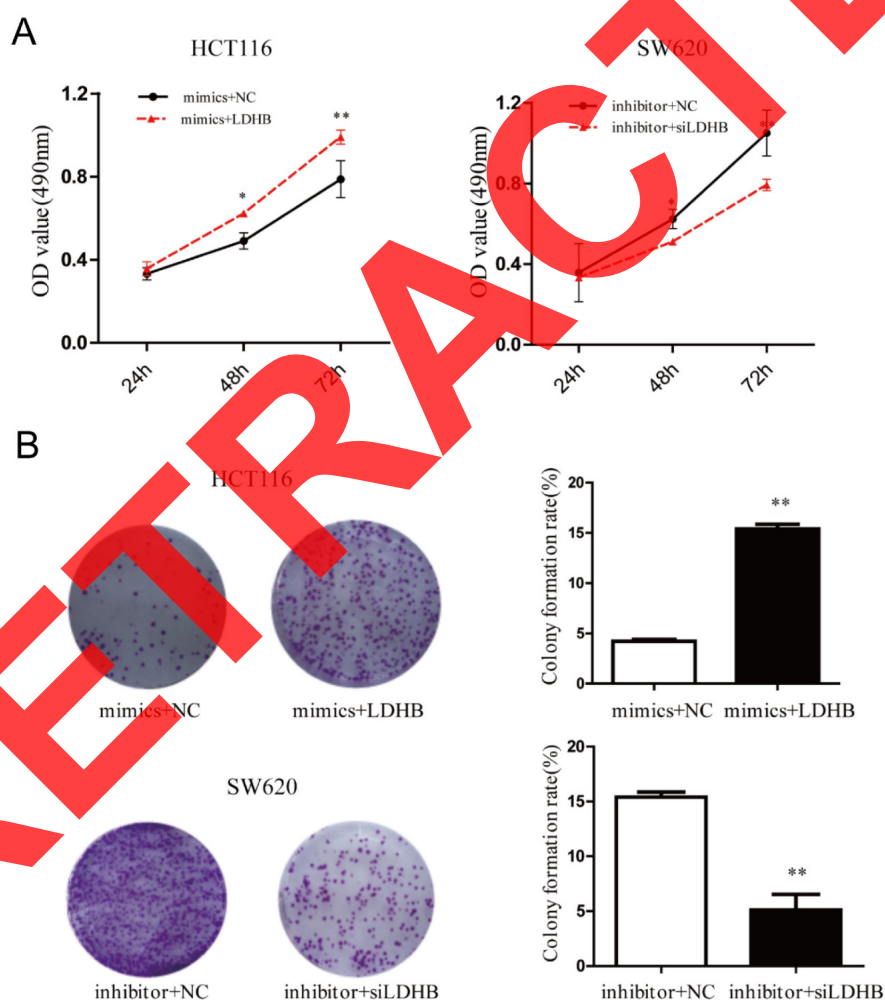 A
HCT116
mimics+NC
mimics+LDHB
OD value(490nm)
1.2
0.8
0.4
0.0
*
**
24h
48h
72h
SW620
inhibitor+NC
inhibitor+siLDHB
OD value(490nm)
1.2
0.8
0.4
0.0
*
**
24h
48h
72h
B
HCT116
mimics+NC
mimics+LDHB
Colony formation rate(%)
20
15
10
5
0
**
mimics+NC
mimics+LDHB
SW620
inhibitor+NC
inhibitor+siLDHB
Colony formation rate(%)
20
15
10
5
0
**
inhibitor+NC
inhibitor+siLDHB
RETRACTE